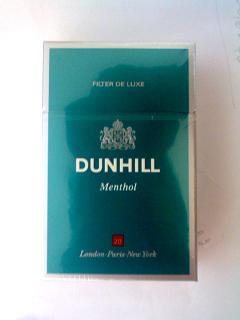 FILTER DE LUXE
DUNHILL
Menthol
20
London·Paris·New York